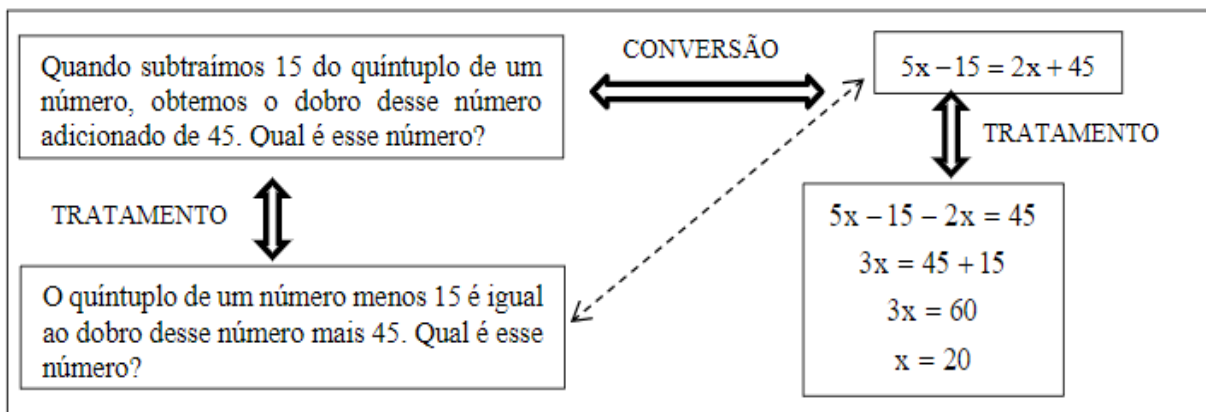 Quando subtraímos 15 do quíntuplo de um
número, obtemos o dobro desse número
adicionado de 45. Qual é esse número?
CONVERSÃO
5x – 15 = 2x + 45
TRATAMENTO
TRATAMENTO
O quíntuplo de um número menos 15 é igual
ao dobro desse número mais 45. Qual é esse
número?
5x – 15 – 2x = 45
3x = 45 + 15
3x = 60
x = 20